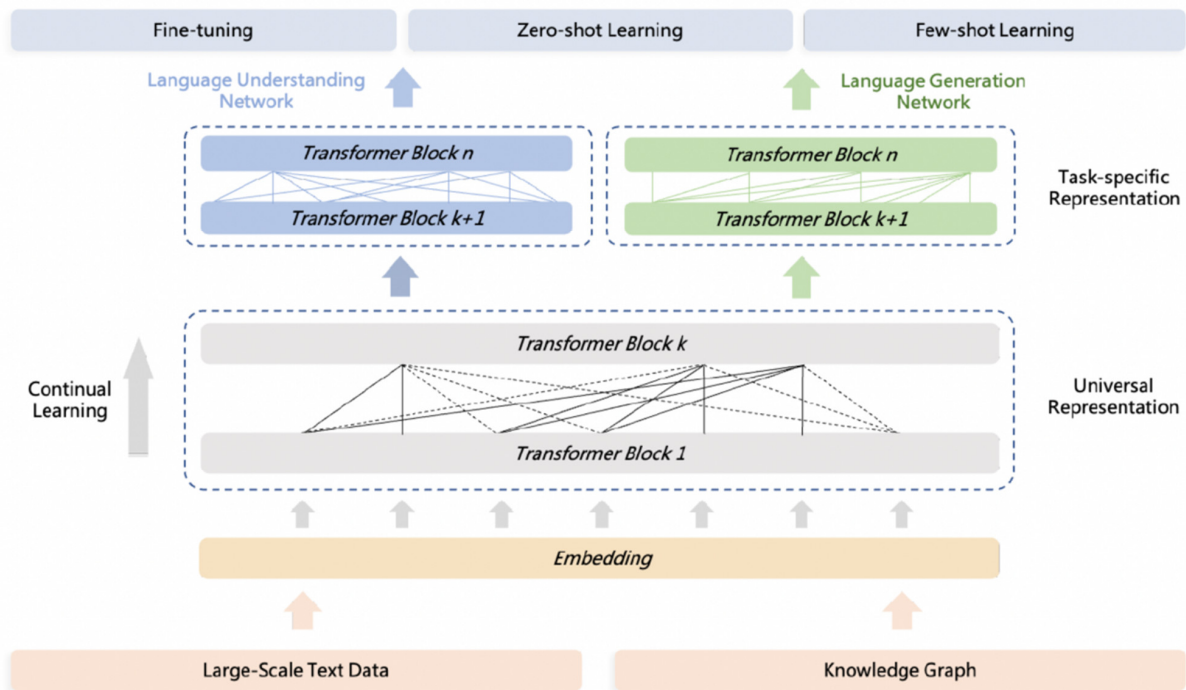 Fine-tuning
Zero-shot Learning
Few-shot Learning
Language Understanding
Network
Language Generation
Network
Transformer Block n
Transformer Block n
Transformer Block k+1
Transformer Block k+1
Task-specific
Representation
Transformer Block k
Continual
Learning
Universal
Representation
Transformer Block 1
Embedding
Large-Scale Text Data
Knowledge Graph